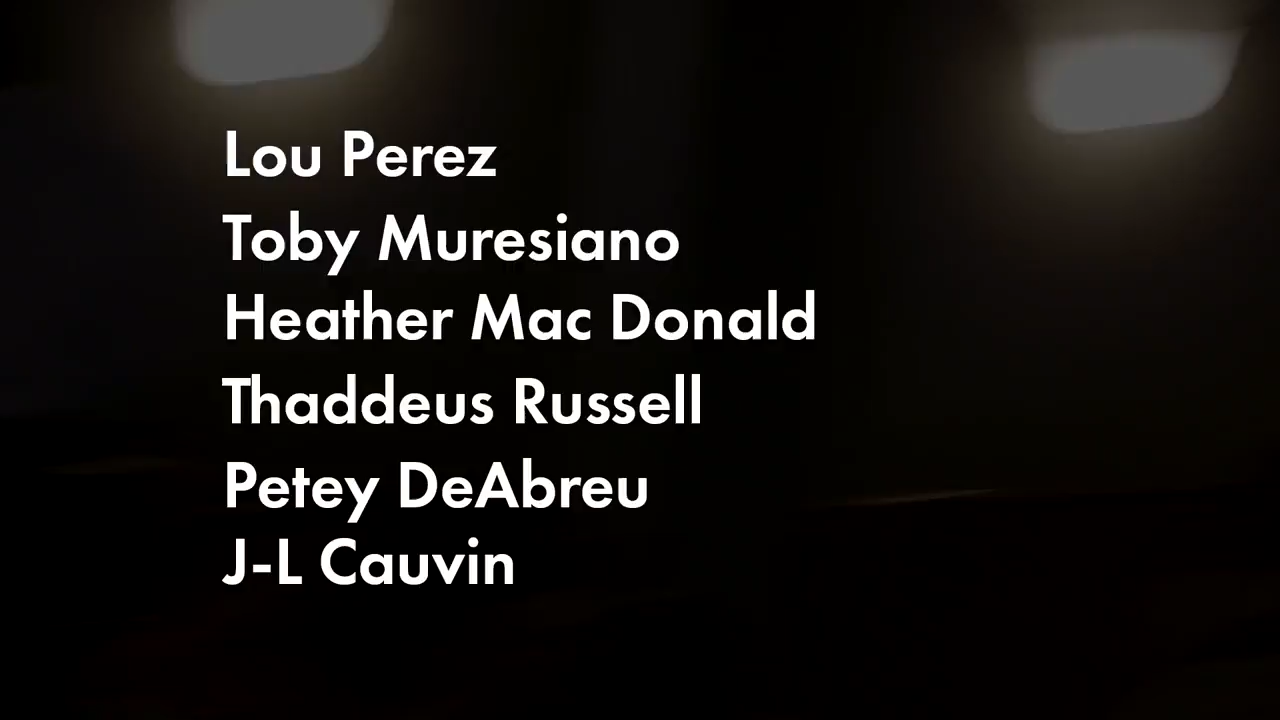 Lou Perez
Toby Muresiano
Heather Mac Donald
Thaddeus Russell
Petey DeAbreu
J-L Cauvin